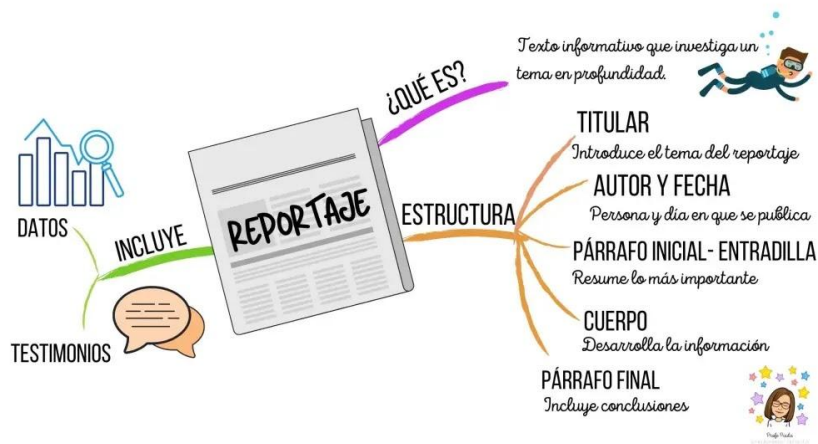 ¿QUÉ ES?
Texto informativo que investiga un
tema en profundidad.
REPORTAJE
ESTRUCTURA
TITULAR
Introduce el tema del reportaje
AUTOR Y FECHA
Persona y día en que se publica
PÁRRAFO INICIAL- ENTRADILLA
Resume lo más importante
CUERPO
Desarrolla la información
PÁRRAFO FINAL
Incluye conclusiones
INCLUYE
DATOS
TESTIMONIOS